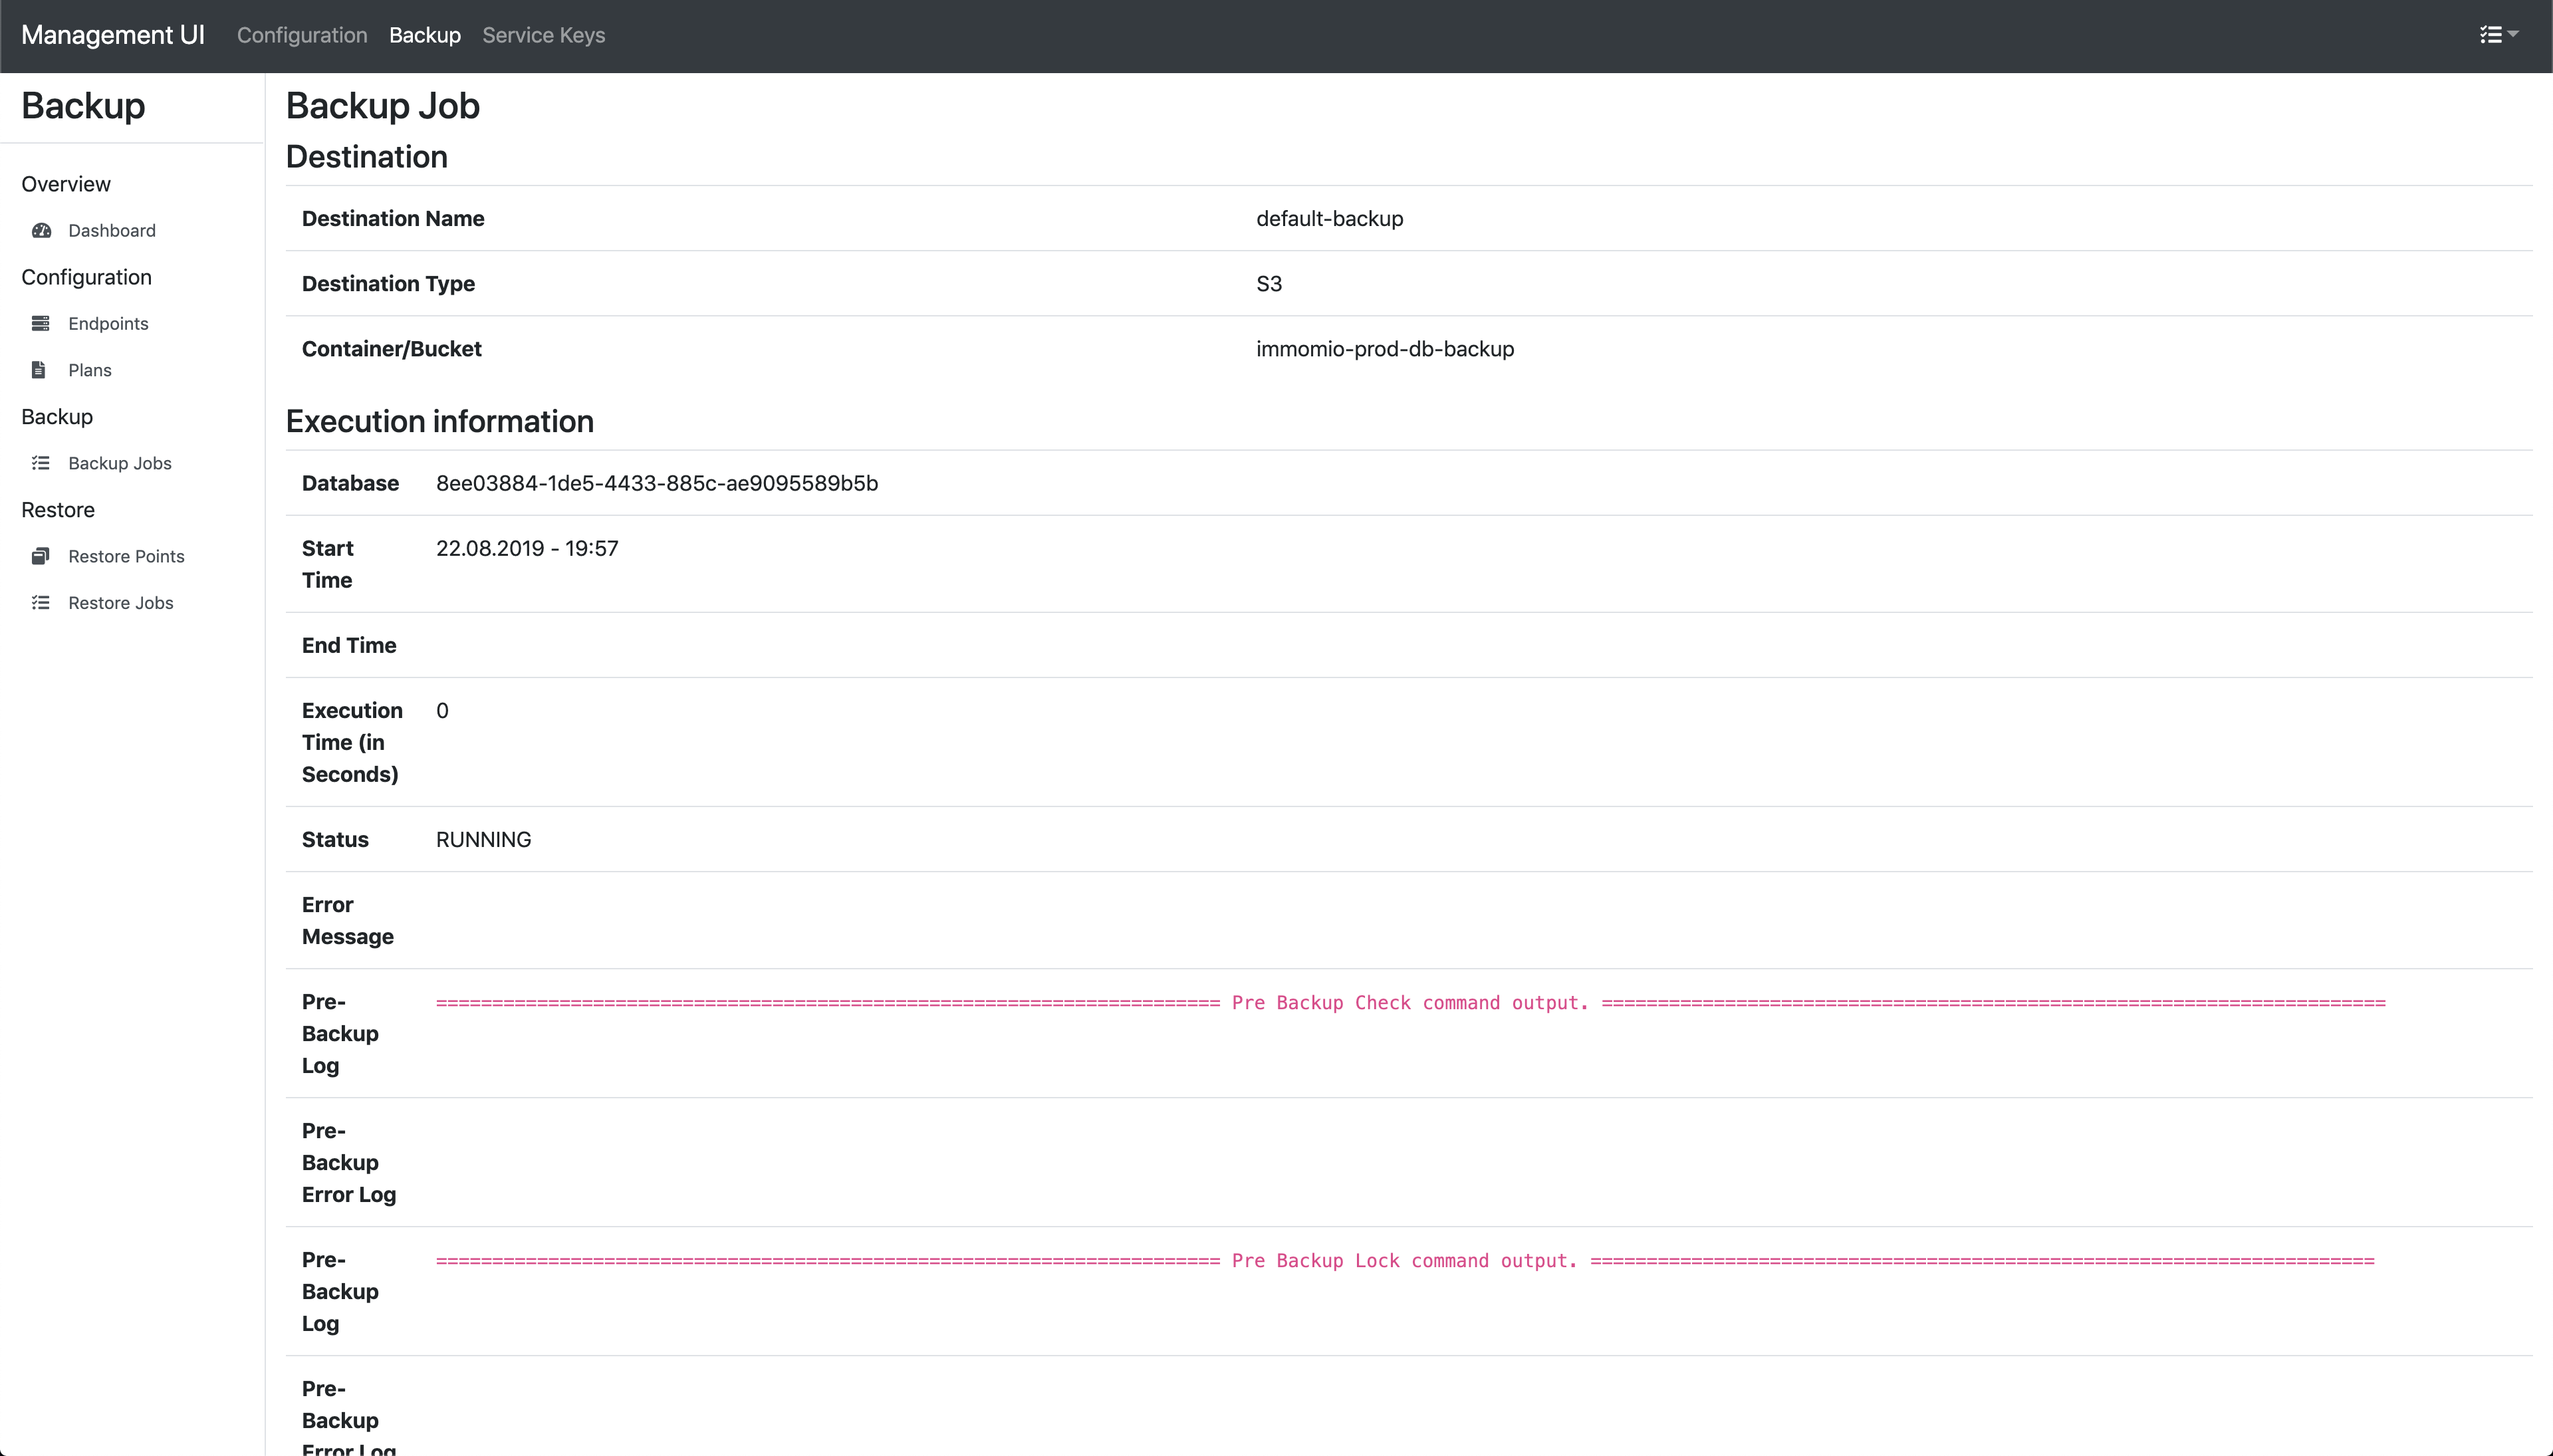 Management UI Configuration Backup Service Keys
Backup
Overview
Dashboard
Configuration
Endpoints
Plans
Backup
Backup Jobs
Restore
Restore Points
Restore Jobs
Backup Job
Destination
Destination Name default-backup
Destination Type S3
Container/Bucket immomio-prod-db-backup
Execution information
Database 8ee03884-1de5-4433-885c-ae9095589b5b
Start 22.08.2019 - 19:57
Time
End Time
Execution 0
Time (in
Seconds)
Status RUNNING
Error
Message
Pre- ====================================================================== Pre Backup Check command output. ======================================================================
Backup
Log
Pre-
Backup
Error Log
Pre- ====================================================================== Pre Backup Lock command output. ======================================================================
Backup
Log
Pre-
Backup
Error Log